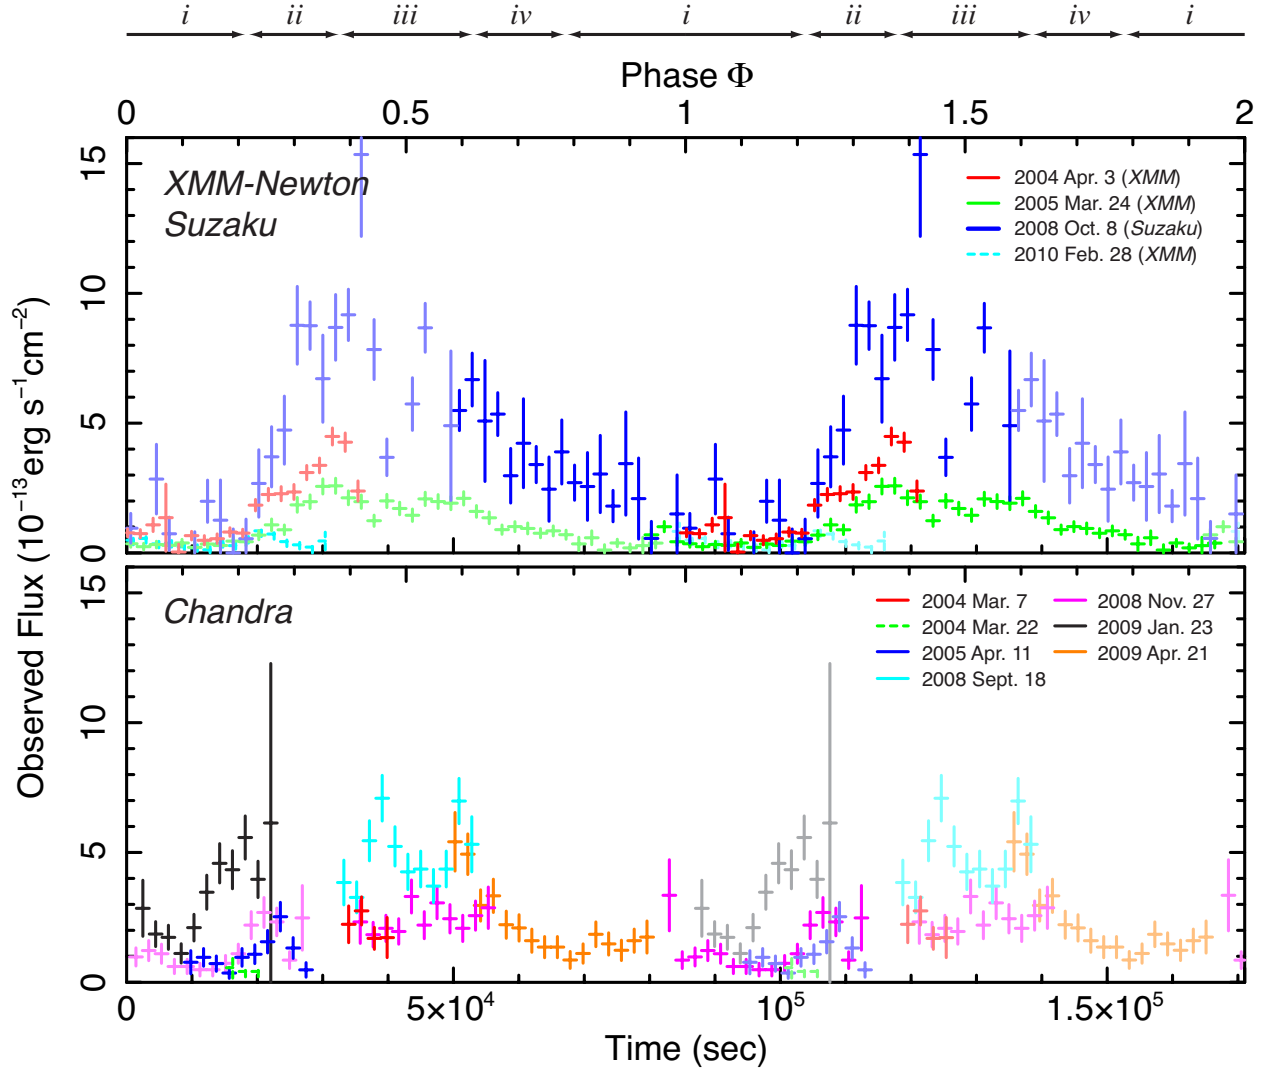 i ii iii iv i ii iii iv i
Phase Φ
0 0.5 1 1.5 2
XMM-Newton
Suzaku
2004 Apr. 3 (XMM)
2005 Mar. 24 (XMM)
2008 Oct. 8 (Suzaku)
2010 Feb. 28 (XMM)
15
10
5
0
Observed Flux (10⁻¹³erg s⁻¹cm⁻²)
Chandra
2004 Mar. 7
2004 Mar. 22
2005 Apr. 11
2008 Sept. 18
2008 Nov. 27
2009 Jan. 23
2009 Apr. 21
15
10
5
0
0 5×10⁴ 10⁵ 1.5×10⁵
Time (sec)